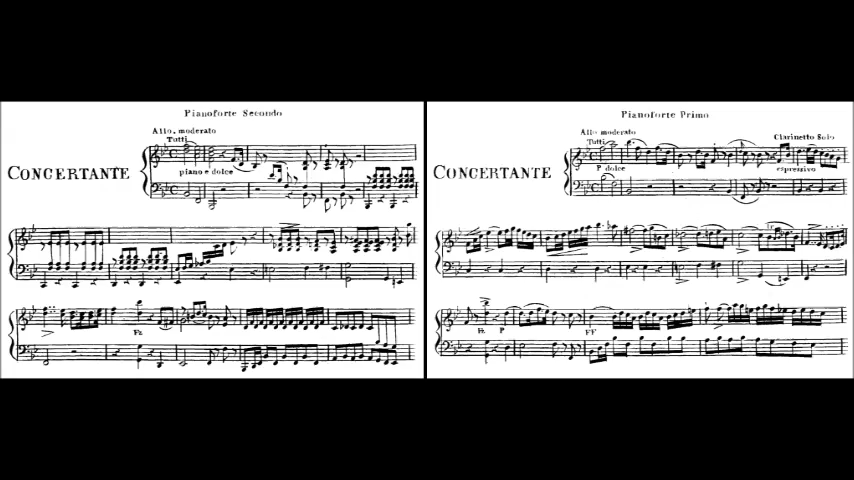 Pianoforte Secondo
Allo. moderato
Tutti
CONCERTANTE
piano e dolce
>
Fz
Pianoforte Primo
Allo moderato
Tutti
Clarinetto Solo
CONCERTANTE
P dolce
espressivo
Fz P
FF